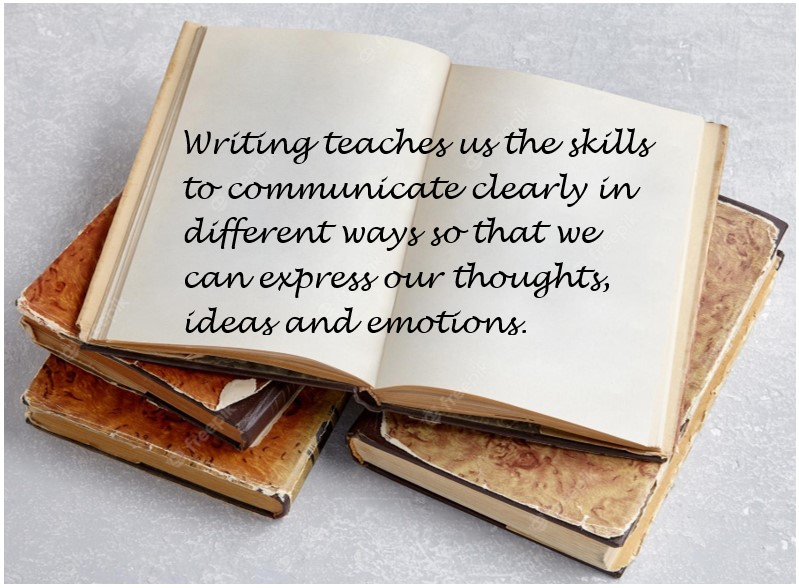 Writing teaches us the skills
to communicate clearly in
different ways so that we
can express our thoughts,
ideas and emotions.